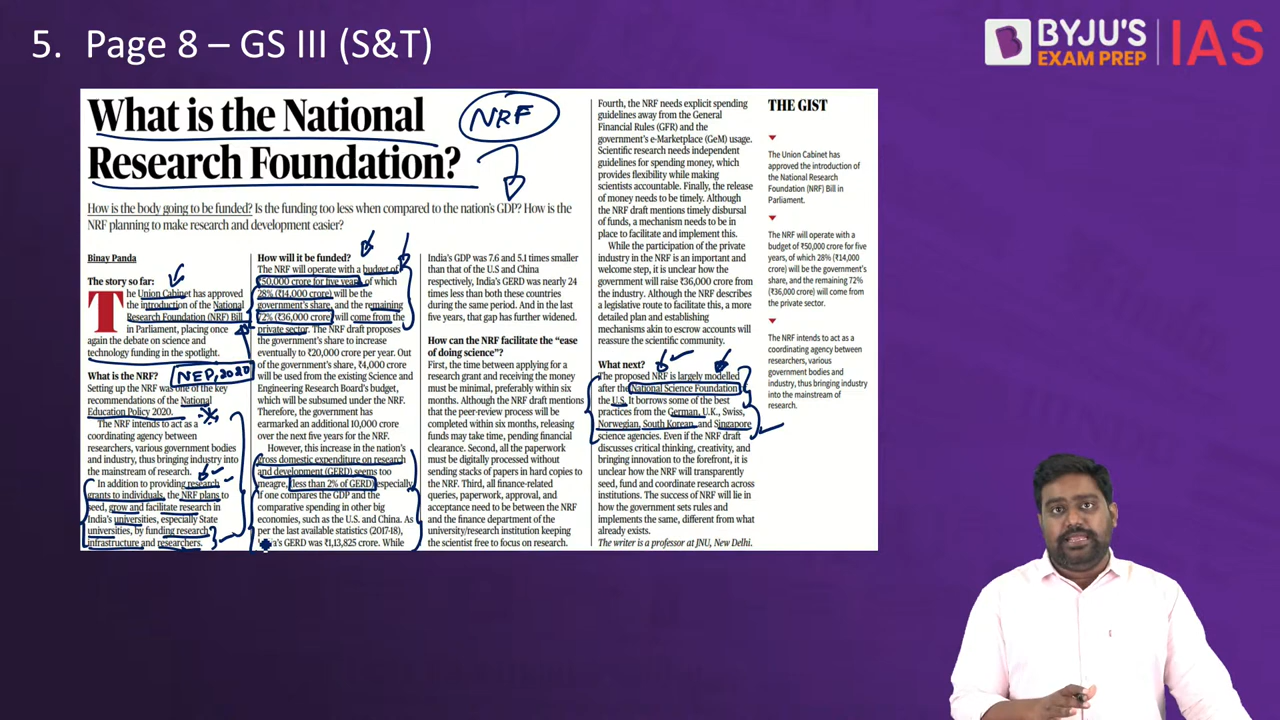 5. Page 8 – GS III (S&T)
BYJU'S
EXAM PREP
IAS
What is the National
Research Foundation?
NRF
How is the body going to be funded? Is the funding too less when compared to the nation's GDP? How is the
NRF planning to make research and development easier?
Binay Panda
The story so far:
The Union Cabinet has approved
the introduction of the National
Research Foundation (NRF) Bill
in Parliament, placing once
again the debate on science and
technology funding in the spotlight.
NEP, 2020
What is the NRF?
Setting up the NRF was one of the key
recommendations of the National
Education Policy 2020.
The NRF intends to act as a
coordinating agency between
researchers, various government bodies
and industry, thus bringing industry into
the mainstream of research.
In addition to providing research
grants to individuals, the NRF plans to
seed, grow and facilitate research in
India's universities, especially State
universities, by funding research
infrastructure and researchers.
How will it be funded?
The NRF will operate with a budget of
₹50,000 crore for five years, of which
28% (₹14,000 crore) will be the
government's share, and the remaining
72% (₹36,000 crore) will come from the
private sector. The NRF draft proposes
the government's share to increase
eventually to ₹20,000 crore per year. Out
of the government's share, ₹4,000 crore
will be used from the existing Science and
Engineering Research Board's budget,
which will be subsumed under the NRF.
Therefore, the government has
earmarked an additional 10,000 crore
over the next five years for the NRF.
However, this increase in the nation's
gross domestic expenditure on research
and development (GERD) seems too
meagre, (less than 2% of GERD) especially
if one compares the GDP and the
comparative spending in other big
economies, such as the U.S. and China. As
per the last available statistics (2017-18),
India's GERD was ₹1,13,825 crore. While
India's GDP was 7.6 and 5.1 times smaller
than that of the U.S and China
respectively, India's GERD was nearly 24
times less than both these countries
during the same period. And in the last
five years, that gap has further widened.
How can the NRF facilitate the "ease
of doing science"?
First, the time between applying for a
research grant and receiving the money
must be minimal, preferably within six
months. Although the NRF draft mentions
that the peer-review process will be
completed within six months, releasing
funds may take time, pending financial
clearance. Second, all the paperwork
must be digitally processed without
sending stacks of papers in hard copies to
the NRF. Third, all finance-related
queries, paperwork, approval, and
acceptance need to be between the NRF
and the finance department of the
university/research institution keeping
the scientist free to focus on research.
Fourth, the NRF needs explicit spending
guidelines away from the General
Financial Rules (GFR) and the
government's e-Marketplace (GeM) usage.
Scientific research needs independent
guidelines for spending money, which
provides flexibility while making
scientists accountable. Finally, the release
of money needs to be timely. Although
the NRF draft mentions timely disbursal
of funds, a mechanism needs to be in
place to facilitate and implement this.
While the participation of the private
industry in the NRF is an important and
welcome step, it is unclear how the
government will raise ₹36,000 crore from
the industry. Although the NRF describes
a legislative route to facilitate this, a
more detailed plan and establishing
mechanisms akin to escrow accounts will
reassure the scientific community.
What next?
The proposed NRF is largely modelled
after the National Science Foundation of
the U.S. It borrows some of the best
practices from the German, U.K., Swiss,
Norwegian, South Korean, and Singapore
science agencies. Even if the NRF draft
discusses critical thinking, creativity, and
bringing innovation to the forefront, it is
unclear how the NRF will transparently
seed, fund and coordinate research across
institutions. The success of NRF will lie in
how the government sets rules and
implements the same, different from what
already exists.
The writer is a professor at JNU, New Delhi.
THE GIST
The Union Cabinet has
approved the introduction of
the National Research
Foundation (NRF) Bill in
Parliament.
The NRF will operate with a
budget of ₹50,000 crore for five
years, of which 28% (₹14,000
crore) will be the government's
share, and the remaining 72%
(₹36,000 crore) will come from
the private sector.
The NRF intends to act as a
coordinating agency between
researchers, various
government bodies and
industry, thus bringing industry
into the mainstream of
research.